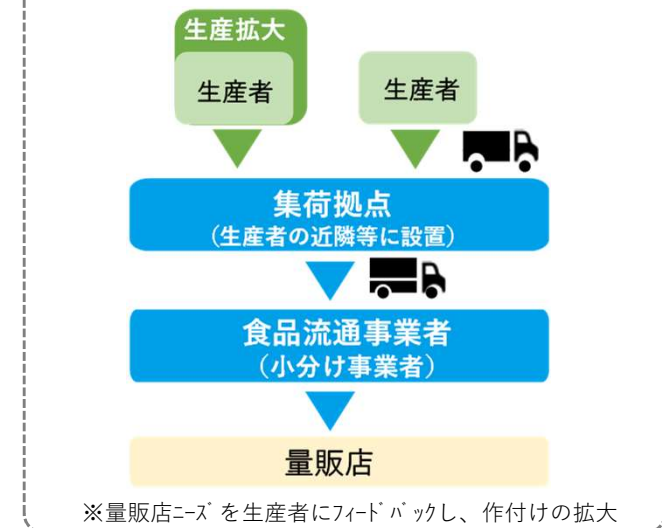 生産拡大
生産者
生産者
集荷拠点
(生産者の近隣等に設置)
食品流通事業者
(小分け事業者)
量販店
※量販店ﾆｰｽﾞを生産者にﾌｨｰﾄﾞﾊﾞｯｸし、作付けの拡大